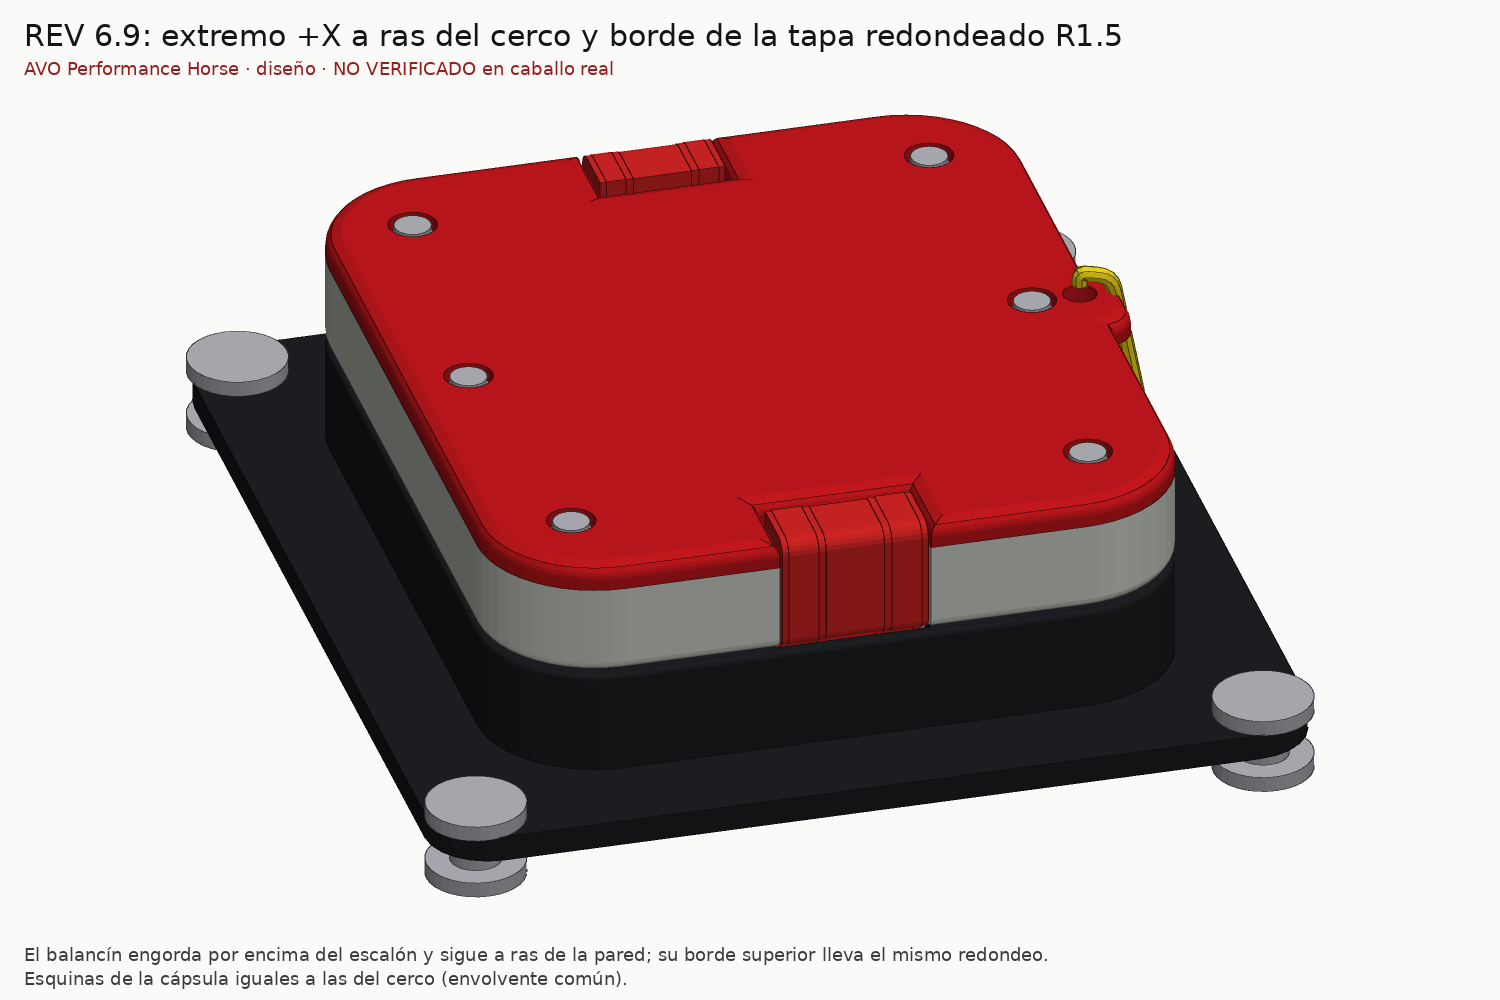 REV 6.9: extremo +X a ras del cerco y borde de la tapa redondeado R1.5
AVO Performance Horse · diseño · NO VERIFICADO en caballo real
El balancín engorda por encima del escalón y sigue a ras de la pared; su borde superior lleva el mismo redondeo.
Esquinas de la cápsula iguales a las del cerco (envolvente común).